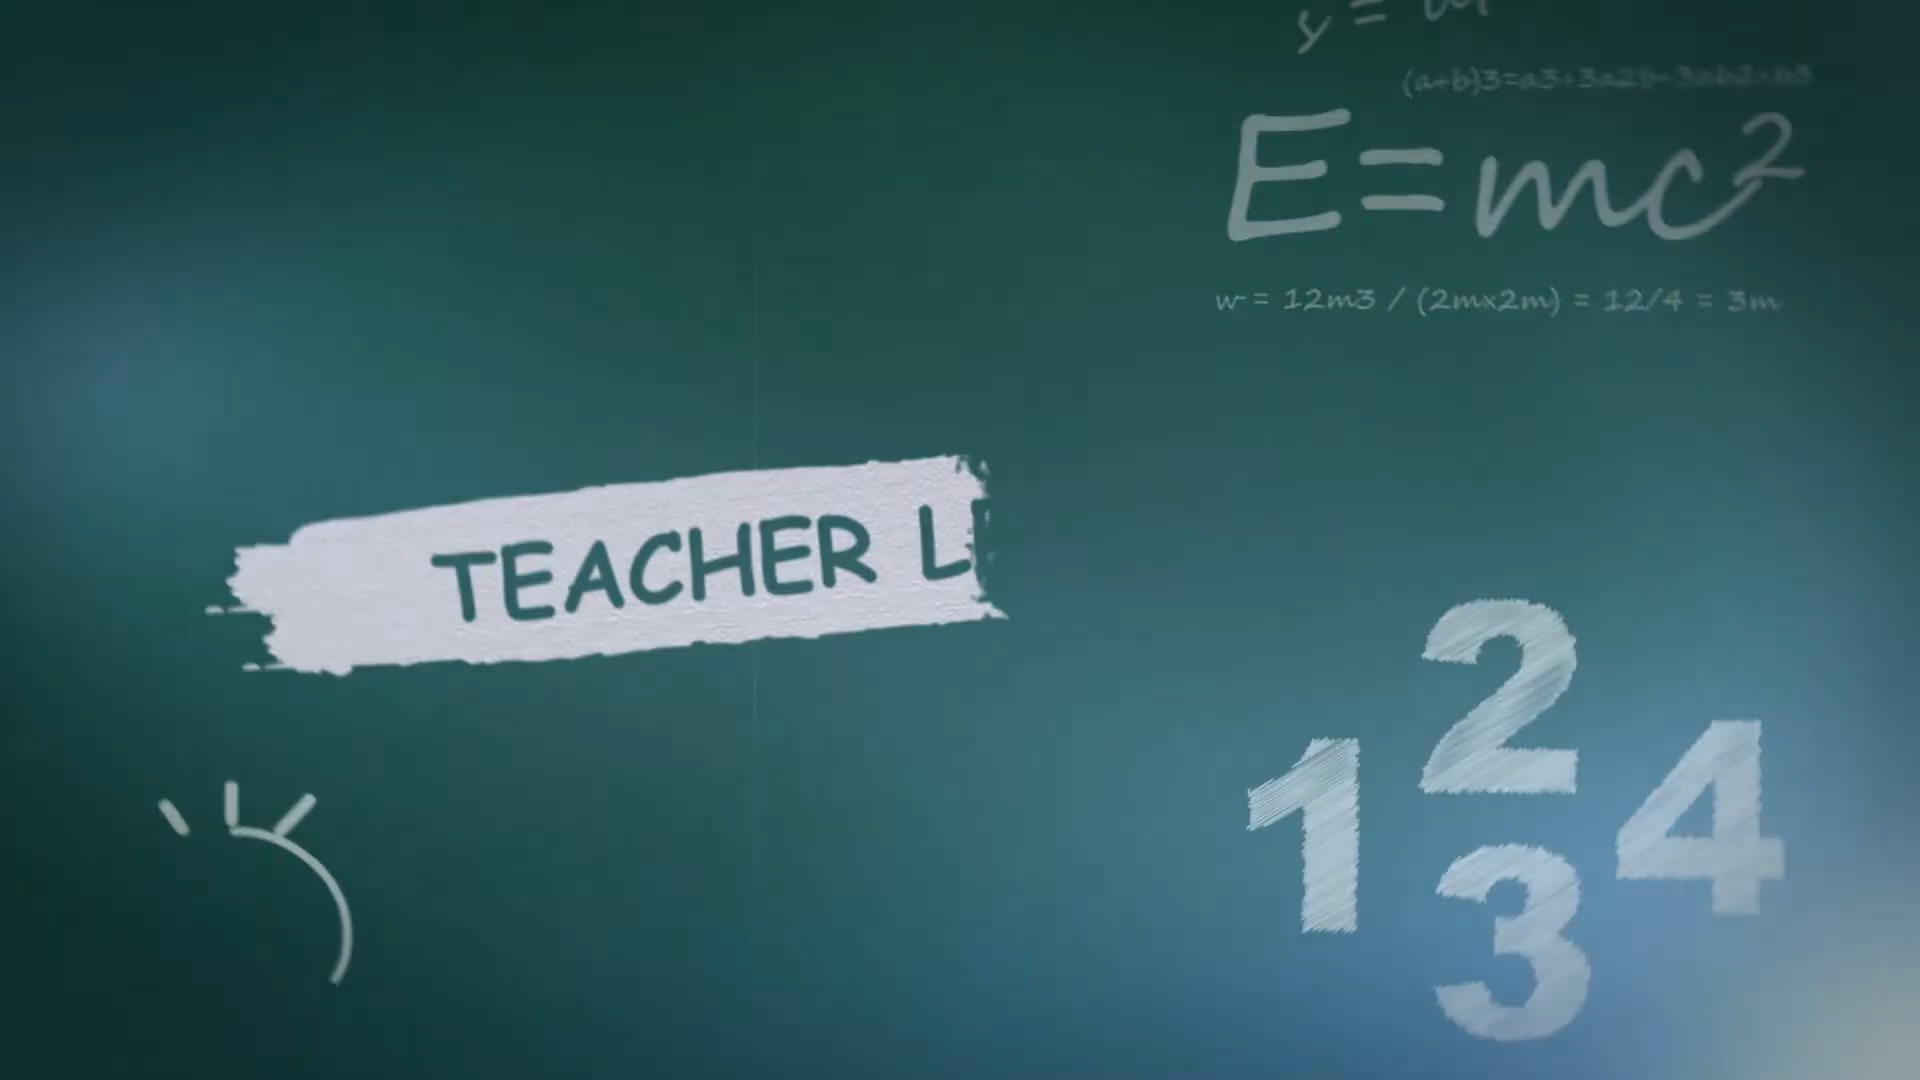 (a+b)3=a3+3a2b+3ab2+b3
E=mc²
w = 12m3 / (2mx2m) = 12/4 = 3m
TEACHER L
2
1 4
3